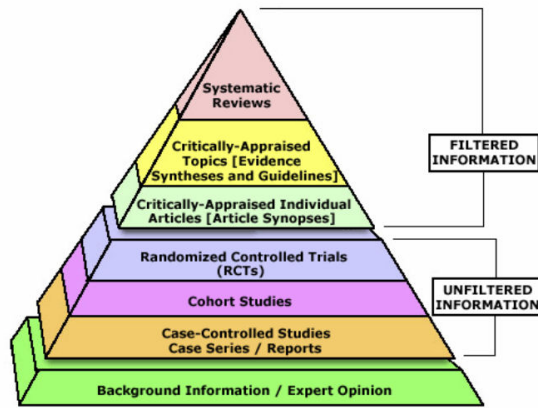 Systematic
Reviews
Critically-Appraised
Topics [Evidence
Syntheses and Guidelines]
Critically-Appraised Individual
Articles [Article Synopses]
Randomized Controlled Trials
(RCTs)
Cohort Studies
Case-Controlled Studies
Case Series / Reports
Background Information / Expert Opinion
FILTERED
INFORMATION
UNFILTERED
INFORMATION